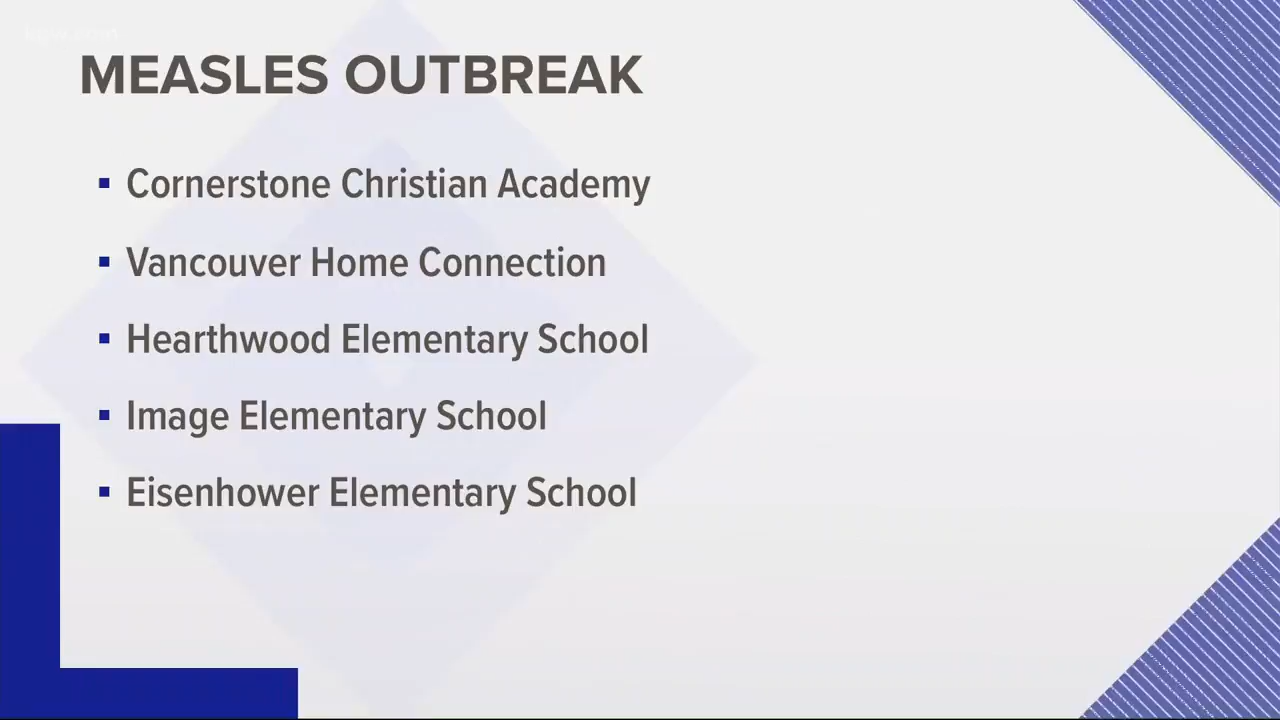 MEASLES OUTBREAK
Cornerstone Christian Academy
Vancouver Home Connection
Hearthwood Elementary School
Image Elementary School
Eisenhower Elementary School